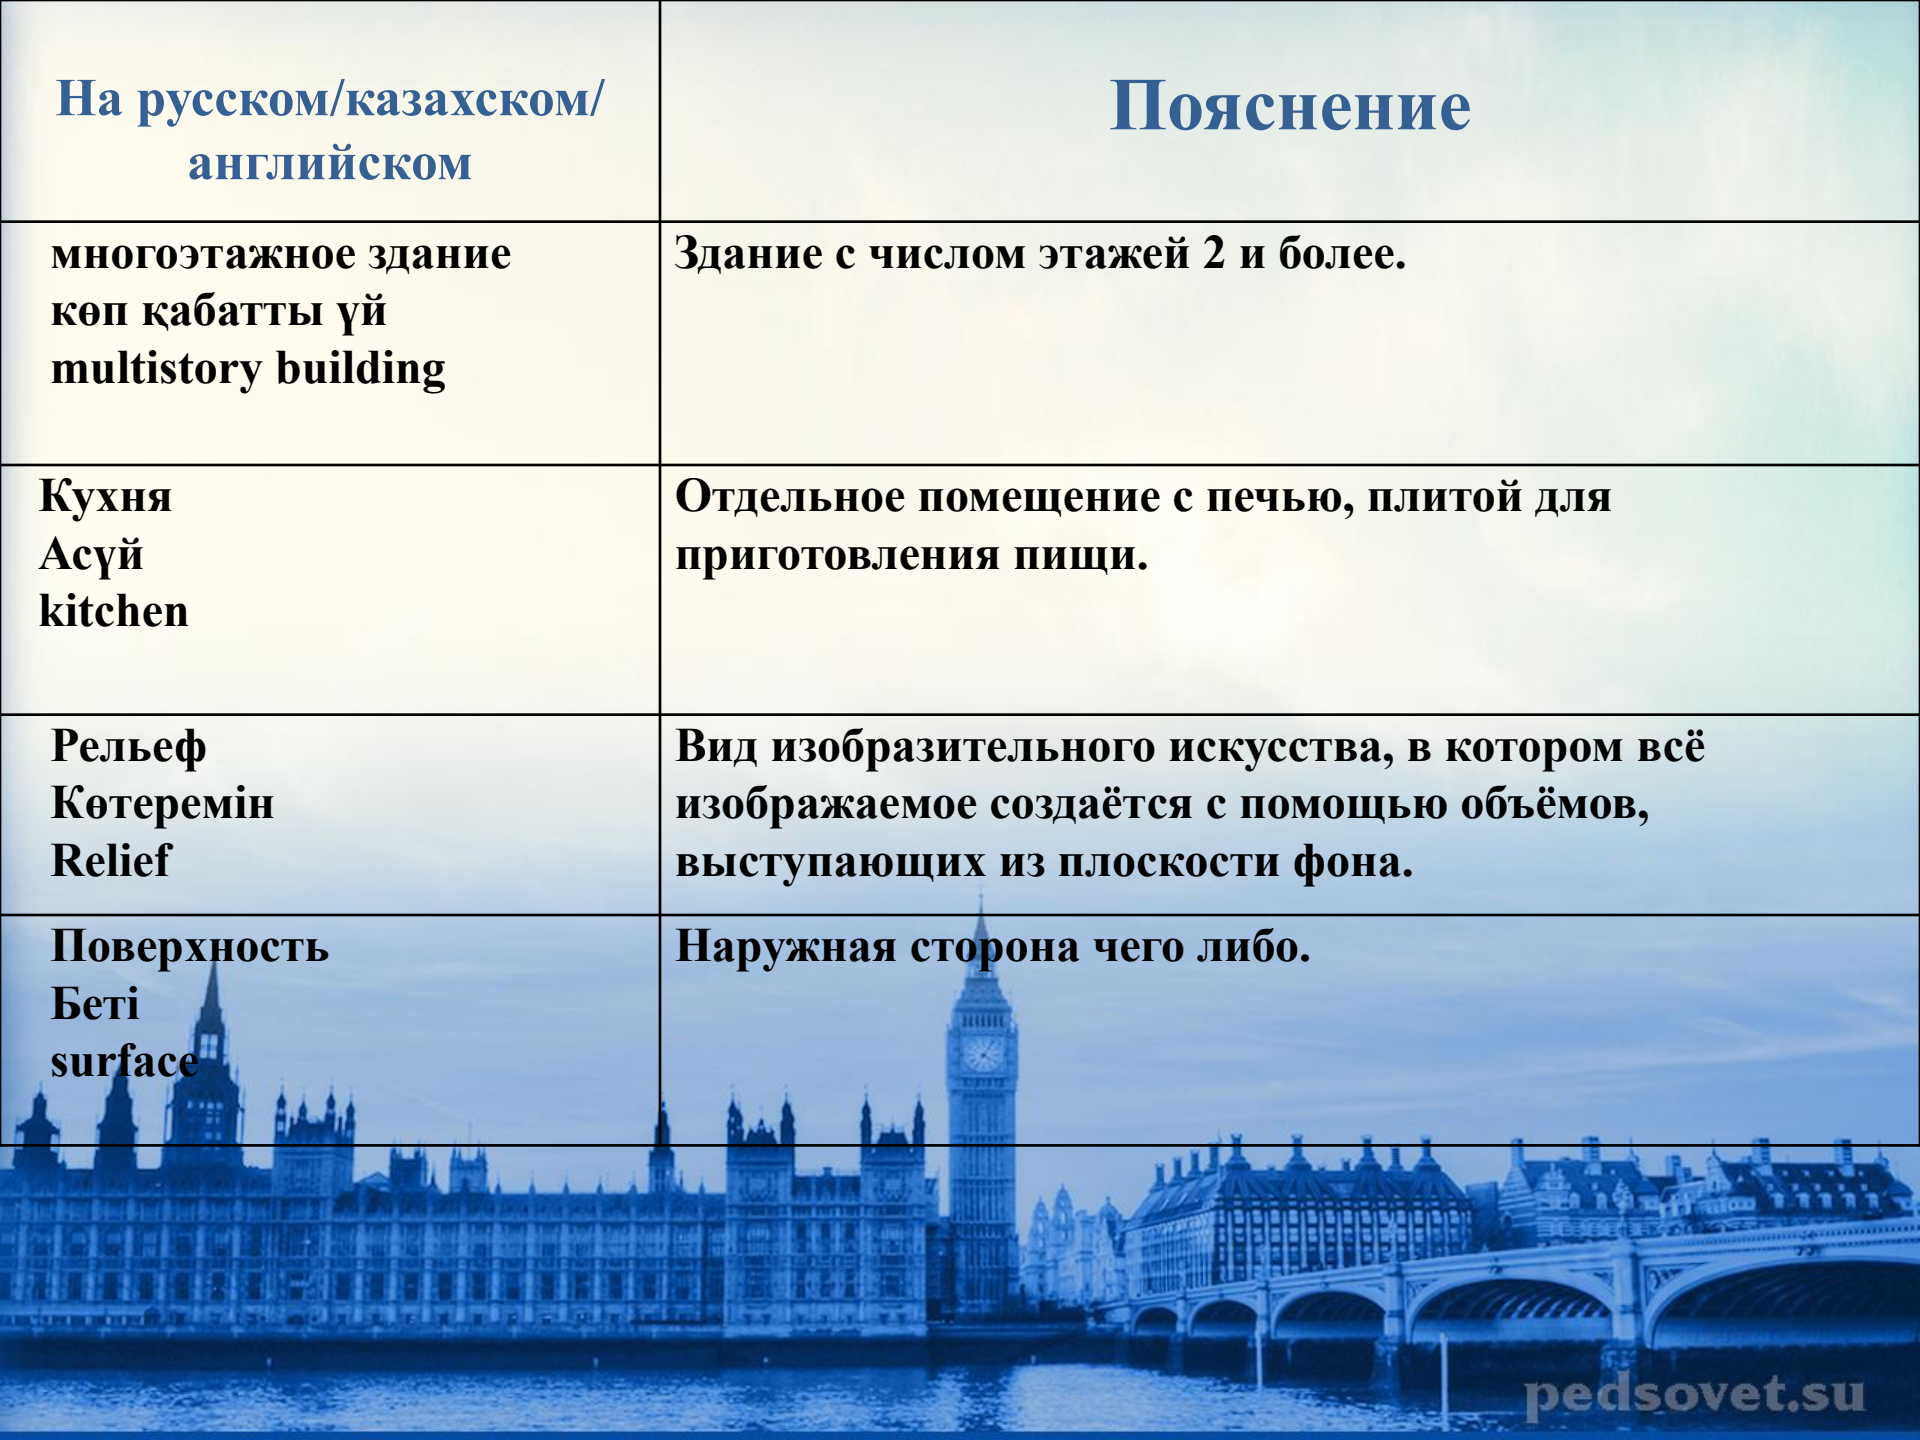 На русском/казахском/
английском
Пояснение
многоэтажное здание
көп қабатты үй
multistory building
Здание с числом этажей 2 и более.
Кухня
Асүй
kitchen
Отдельное помещение с печью, плитой для
приготовления пищи.
Рельеф
Көтеремін
Relief
Вид изобразительного искусства, в котором всё
изображаемое создаётся с помощью объёмов,
выступающих из плоскости фона.
Поверхность
Беті
surface
Наружная сторона чего либо.
pedsovet.su